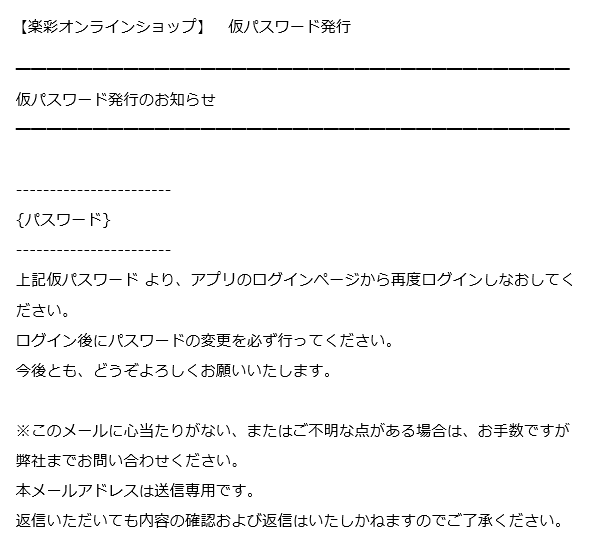 【楽彩オンラインショップ】　仮パスワード発行
━━━━━━━━━━━━━━━━━━━━━━━━━━━━━━━━━━━━
仮パスワード発行のお知らせ
━━━━━━━━━━━━━━━━━━━━━━━━━━━━━━━━━━━━
-----------------------
{パスワード}
-----------------------
上記仮パスワード より、アプリのログインページから再度ログインしなおしてく
ださい。
ログイン後にパスワードの変更を必ず行ってください。
今後とも、どうぞよろしくお願いいたします。
※このメールに心当たりがない、またはご不明な点がある場合は、お手数ですが
弊社までお問い合わせください。
本メールアドレスは送信専用です。
返信いただいても内容の確認および返信はいたしかねますのでご了承ください。